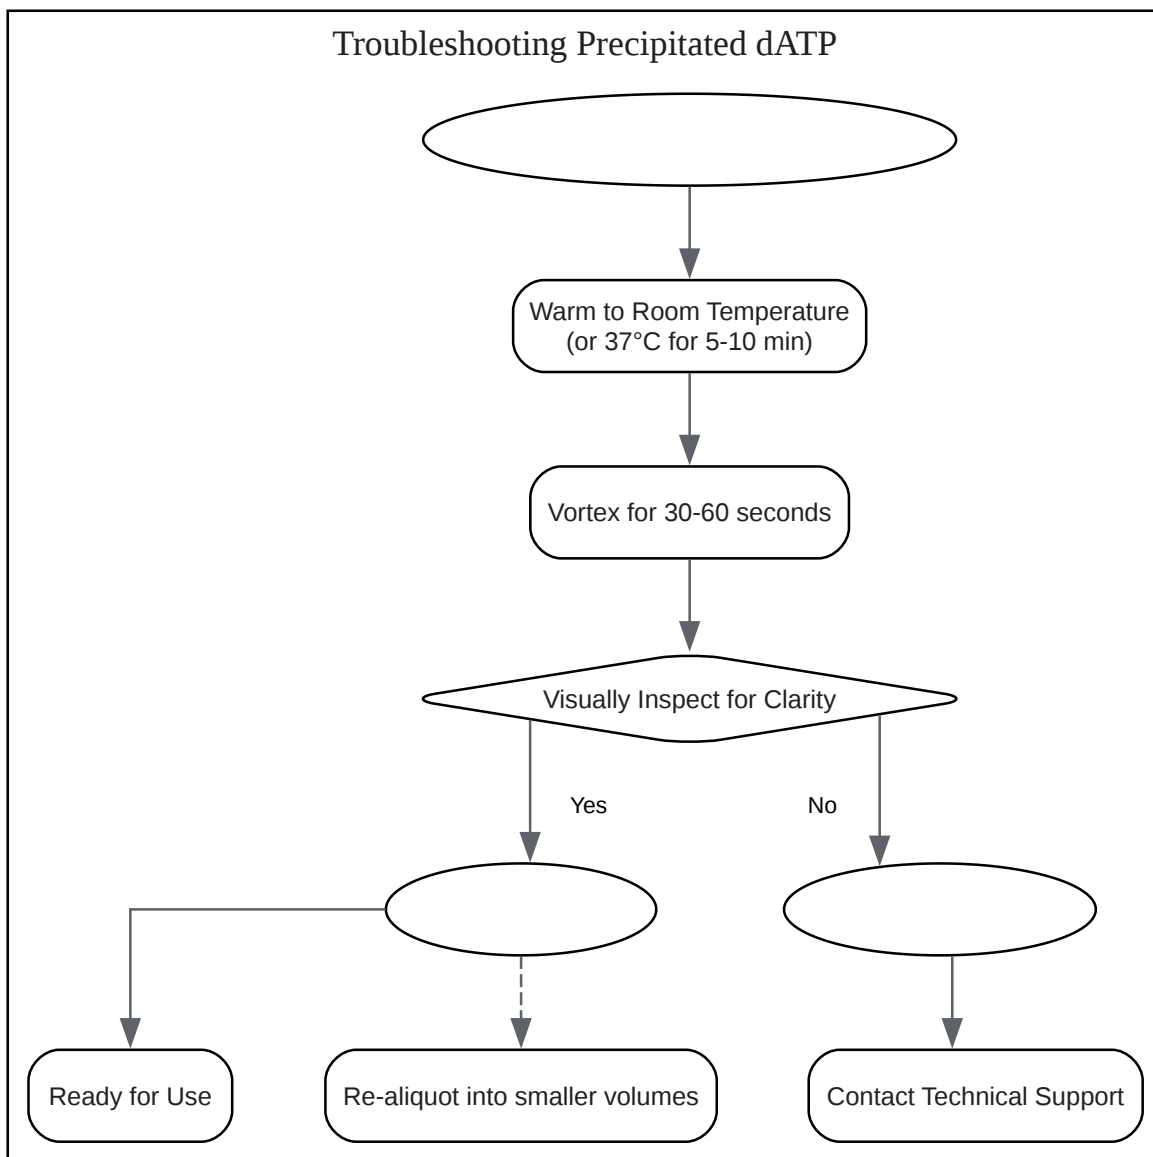 Troubleshooting Precipitated dATP
Warm to Room Temperature
(or 37°C for 5-10 min)
Vortex for 30-60 seconds
Visually Inspect for Clarity
Yes
No
Ready for Use
Re-aliquot into smaller volumes
Contact Technical Support